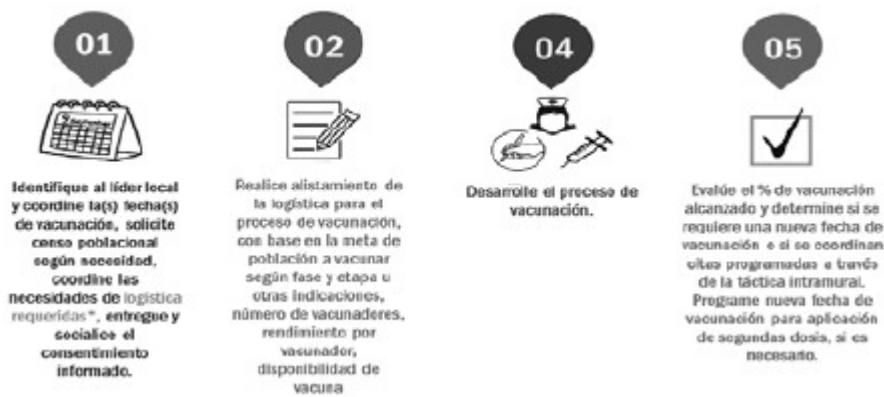 01
Identifique al líder local
y coordine la(s) fecha(s)
de vacunación, solicite
censo poblacional
según necesidad,
coordine las
necesidades de logística
requeridas*, entregue y
socialice el
consentimiento
informado.
02
Realice alistamiento de
la logística para el
proceso de vacunación,
con base en la meta de
población a vacunar
según fase y etapa u
otras indicaciones,
número de vacunadores,
rendimiento por
vacunador,
disponibilidad de
vacuna
04
Desarrolle el proceso de
vacunación.
05
Evalúe el % de vacunación
alcanzado y determine si se
requiere una nueva fecha de
vacunación o si se coordinan
citas programadas a través
de la táctica intramural.
Programe nueva fecha de
vacunación para aplicación
de segundas dosis, si es
necesario.